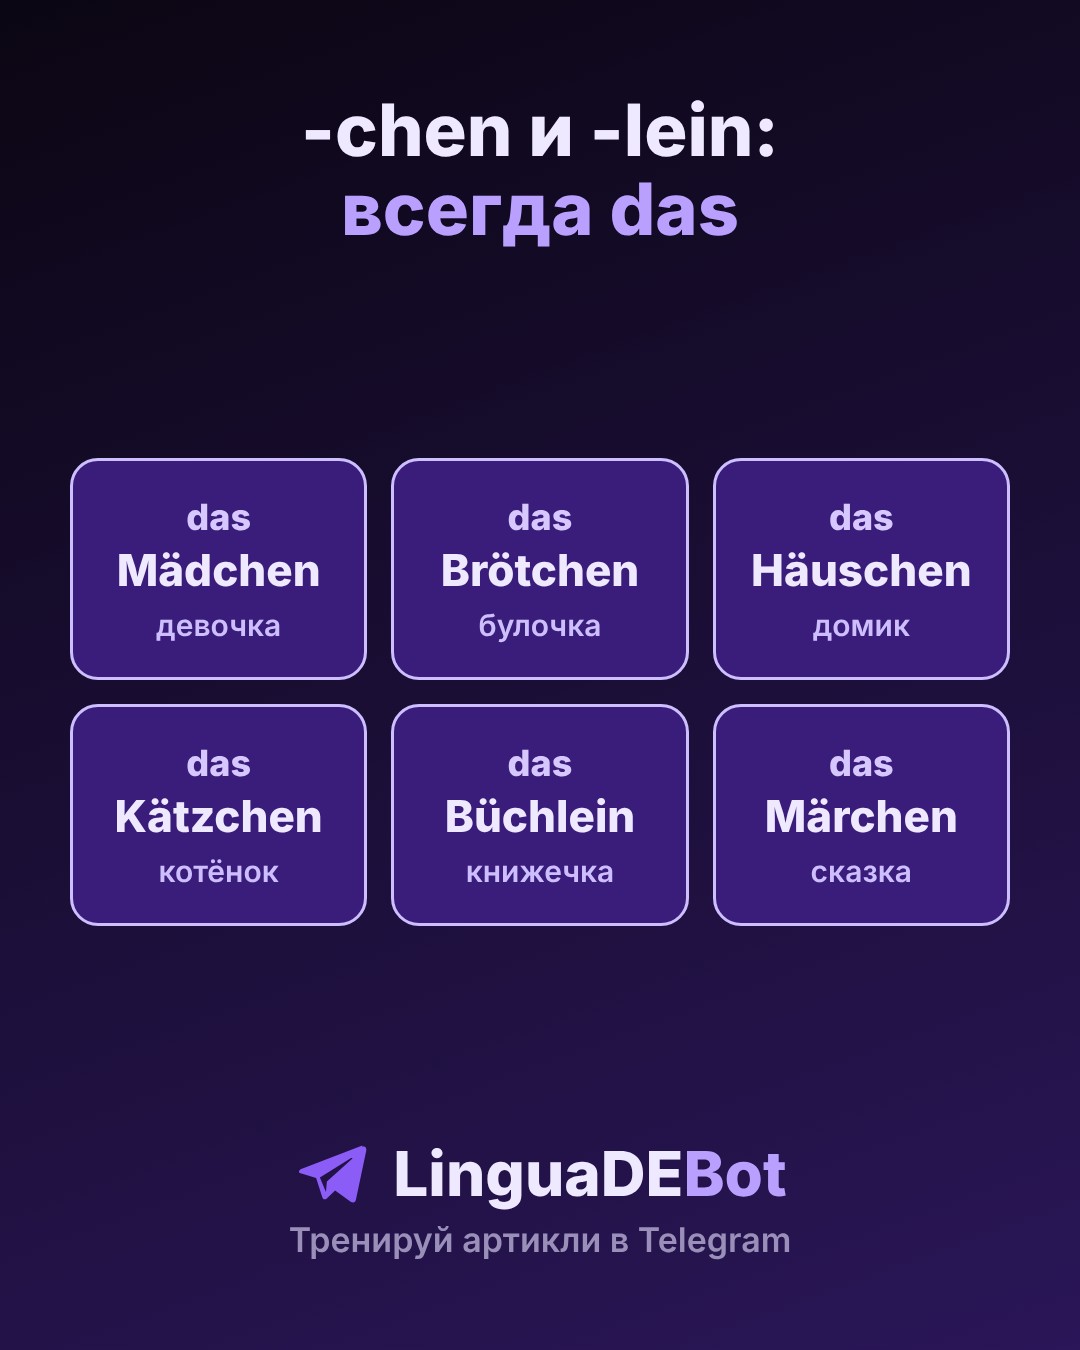 -chen и -lein:
всегда das
das
Mädchen
девочка
das
Brötchen
булочка
das
Häuschen
домик
das
Kätzchen
котёнок
das
Büchlein
книжечка
das
Märchen
сказка
LinguaDEBot
Тренируй артикли в Telegram